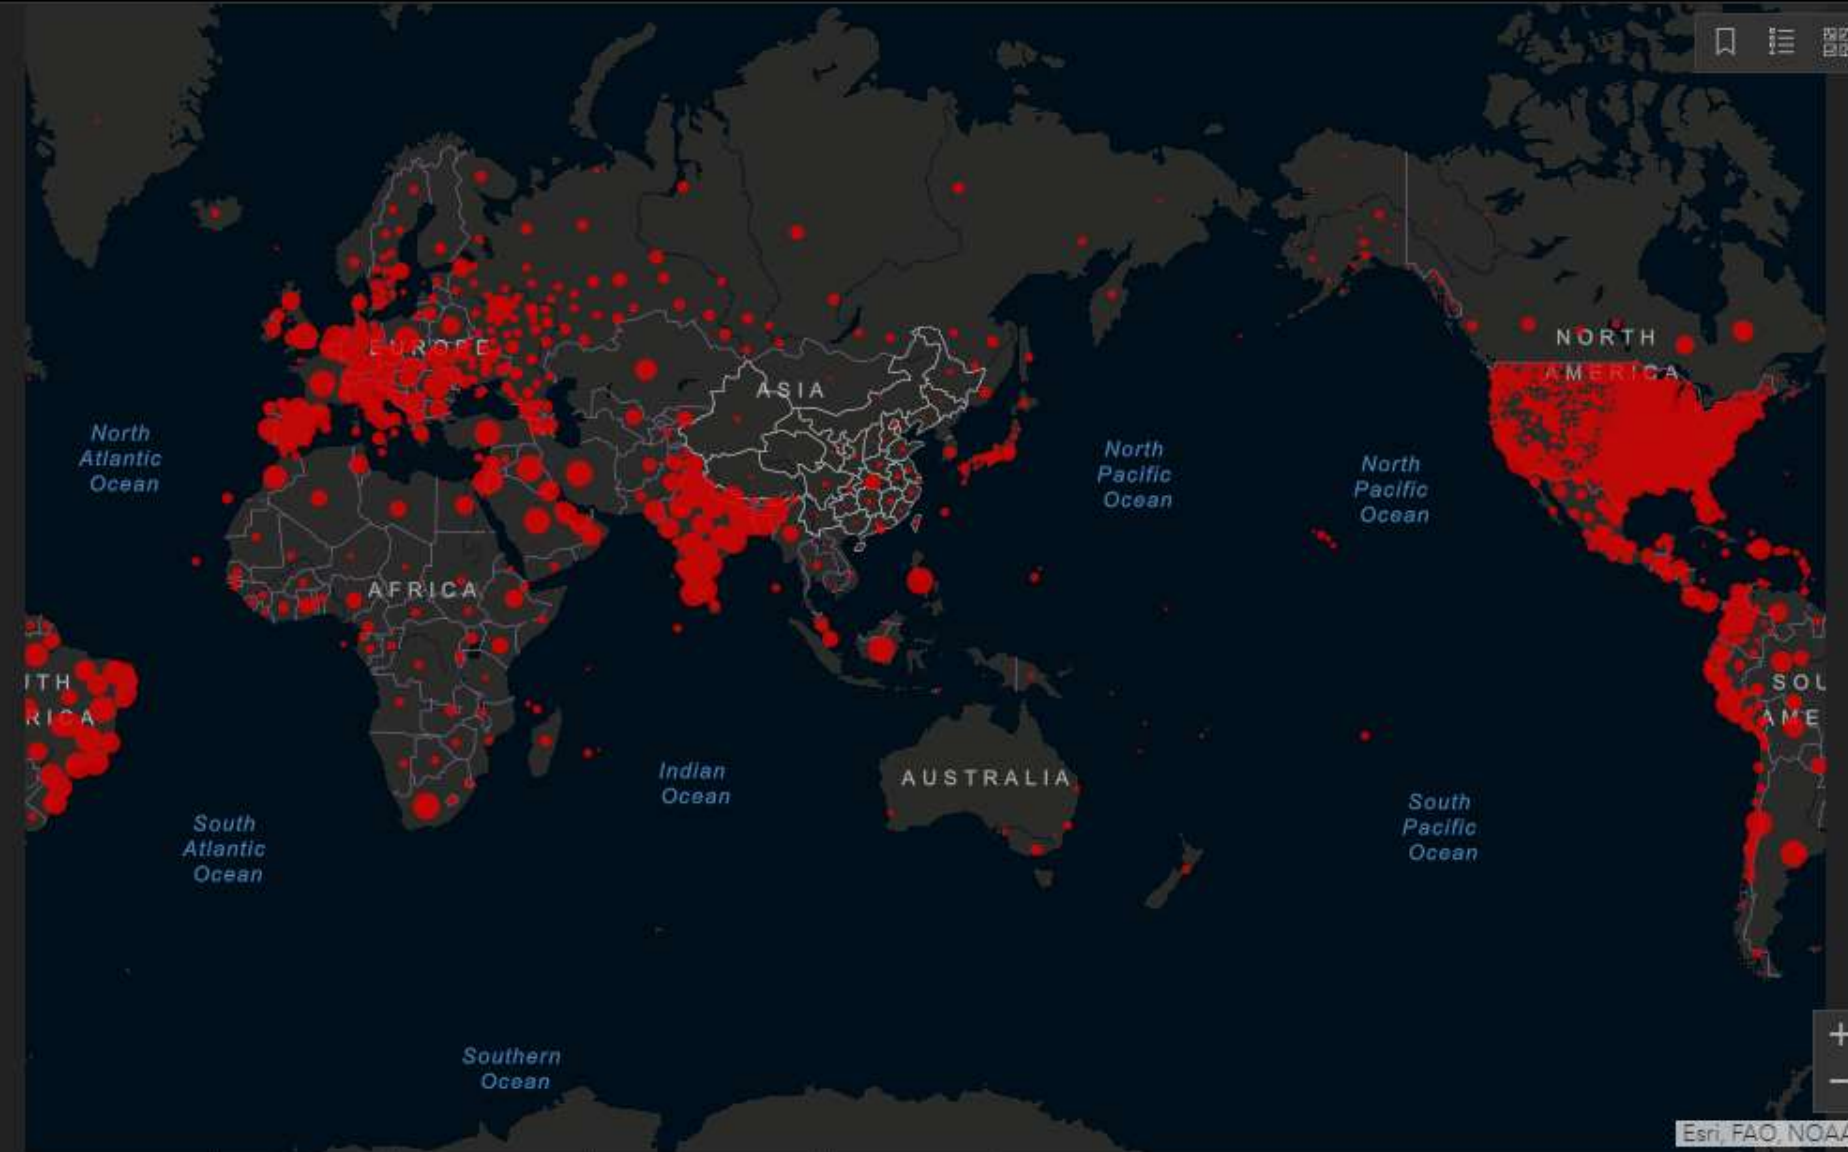 NORTH
AMERICA
EUROPE
ASIA
North
Atlantic
Ocean
North
Pacific
Ocean
North
Pacific
Ocean
AFRICA
UTH
RICA
SOU
AME
Indian
Ocean
AUSTRALIA
South
Pacific
Ocean
South
Atlantic
Ocean
Southern
Ocean
Esri, FAO, NOAA